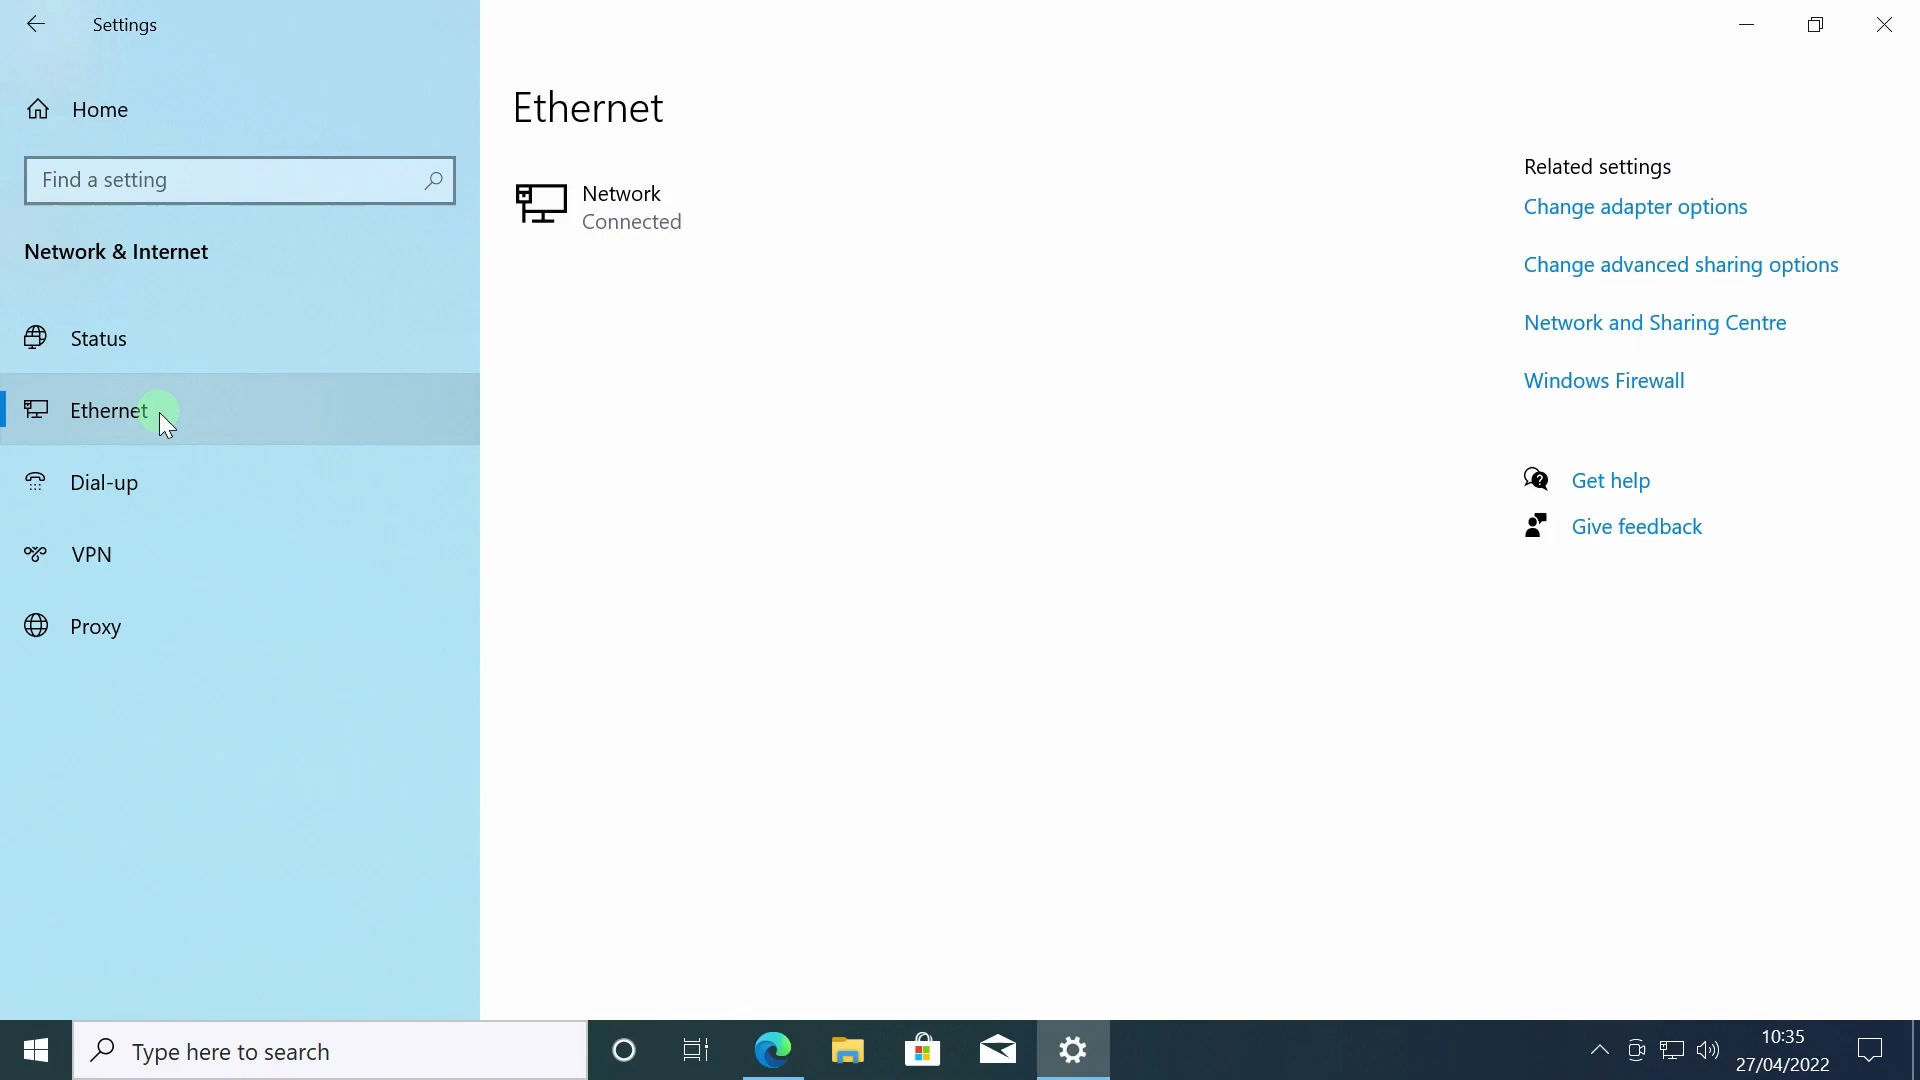 Settings
Home
Find a setting
Network & Internet
Status
Ethernet
Dial-up
VPN
Proxy
Ethernet
Network
Connected
Related settings
Change adapter options
Change advanced sharing options
Network and Sharing Centre
Windows Firewall
Get help
Give feedback
Type here to search
10:35
27/04/2022